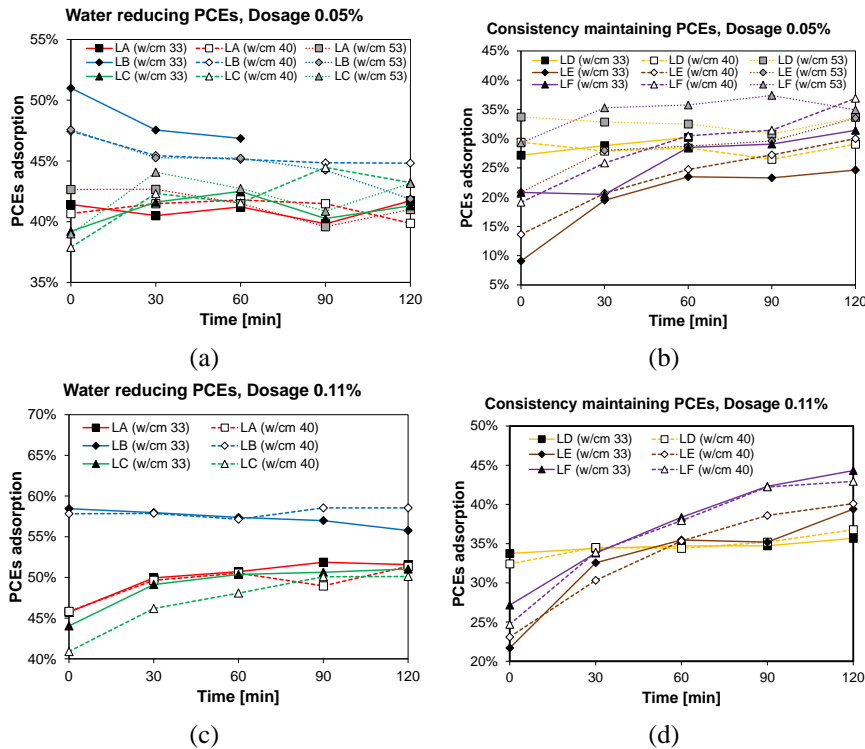 Water reducing PCEs, Dosage 0.05%
55%
50%
45%
40%
35%
PCEs adsorption
LA (w/cm 33) LA (w/cm 40) LA (w/cm 53)
LB (w/cm 33) LB (w/cm 40) LB (w/cm 53)
LC (w/cm 33) LC (w/cm 40) LC (w/cm 53)
0 30 60 90 120
Time [min]
(a)
Consistency maintaining PCEs, Dosage 0.05%
45%
40%
35%
30%
25%
20%
15%
10%
5%
PCEs adsorption
LD (w/cm 33) LD (w/cm 40) LD (w/cm 53)
LE (w/cm 33) LE (w/cm 40) LE (w/cm 53)
LF (w/cm 33) LF (w/cm 40) LF (w/cm 53)
0 30 60 90 120
Time [min]
(b)
Water reducing PCEs, Dosage 0.11%
70%
65%
60%
55%
50%
45%
40%
PCEs adsorption
LA (w/cm 33) LA (w/cm 40)
LB (w/cm 33) LB (w/cm 40)
LC (w/cm 33) LC (w/cm 40)
0 30 60 90 120
Time [min]
(c)
Consistency maintaining PCEs, Dosage 0.11%
50%
45%
40%
35%
30%
25%
20%
PCEs adsorption
LD (w/cm 33) LD (w/cm 40)
LE (w/cm 33) LE (w/cm 40)
LF (w/cm 33) LF (w/cm 40)
0 30 60 90 120
Time [min]
(d)